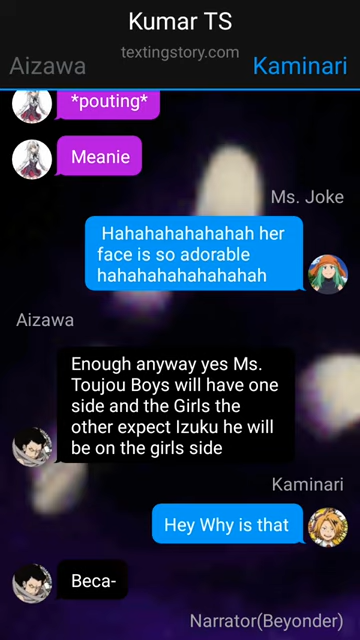 Kumar TS
textingstory.com
Aizawa
Kaminari
*pouting*
Meanie
Ms. Joke
Hahahahahahahah her
face is so adorable
hahahahahahahahah
Aizawa
Enough anyway yes Ms.
Toujou Boys will have one
side and the Girls the
other expect Izuku he will
be on the girls side
Kaminari
Hey Why is that
Beca-
Narrator(Beyonder)